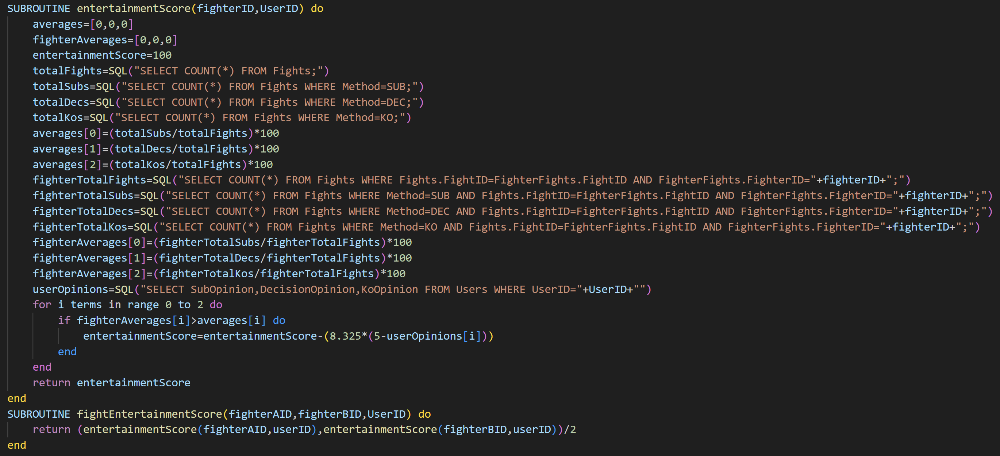 SUBROUTINE entertainmentScore(fighterID,UserID) do
    averages=[0,0,0]
    fighterAverages=[0,0,0]
    entertainmentScore=100
    totalFights=SQL("SELECT COUNT(*) FROM Fights;")
    totalSubs=SQL("SELECT COUNT(*) FROM Fights WHERE Method=SUB;")
    totalDecs=SQL("SELECT COUNT(*) FROM Fights WHERE Method=DEC;")
    totalKos=SQL("SELECT COUNT(*) FROM Fights WHERE Method=KO;")
    averages[0]=(totalSubs/totalFights)*100
    averages[1]=(totalDecs/totalFights)*100
    averages[2]=(totalKos/totalFights)*100
    fighterTotalFights=SQL("SELECT COUNT(*) FROM Fights WHERE Fights.FightID=FighterFights.FightID AND FighterFights.FighterID="+fighterID+";")
    fighterTotalSubs=SQL("SELECT COUNT(*) FROM Fights WHERE Method=SUB AND Fights.FightID=FighterFights.FightID AND FighterFights.FighterID="+fighterID+";")
    fighterTotalDecs=SQL("SELECT COUNT(*) FROM Fights WHERE Method=DEC AND Fights.FightID=FighterFights.FightID AND FighterFights.FighterID="+fighterID+";")
    fighterTotalKos=SQL("SELECT COUNT(*) FROM Fights WHERE Method=KO AND Fights.FightID=FighterFights.FightID AND FighterFights.FighterID="+fighterID+";")
    fighterAverages[0]=(fighterTotalSubs/fighterTotalFights)*100
    fighterAverages[1]=(fighterTotalDecs/fighterTotalFights)*100
    fighterAverages[2]=(fighterTotalKos/fighterTotalFights)*100
    userOpinions=SQL("SELECT SubOpinion,DecisionOpinion,KoOpinion FROM Users WHERE UserID="+UserID+"")
    for i terms in range 0 to 2 do
        if fighterAverages[i]>averages[i] do
            entertainmentScore=entertainmentScore-(8.325*(5-userOpinions[i]))
        end
    end
    return entertainmentScore
end
SUBROUTINE fightEntertainmentScore(fighterAID,fighterBID,UserID) do
    return (entertainmentScore(fighterAID,userID),entertainmentScore(fighterBID,userID))/2
end